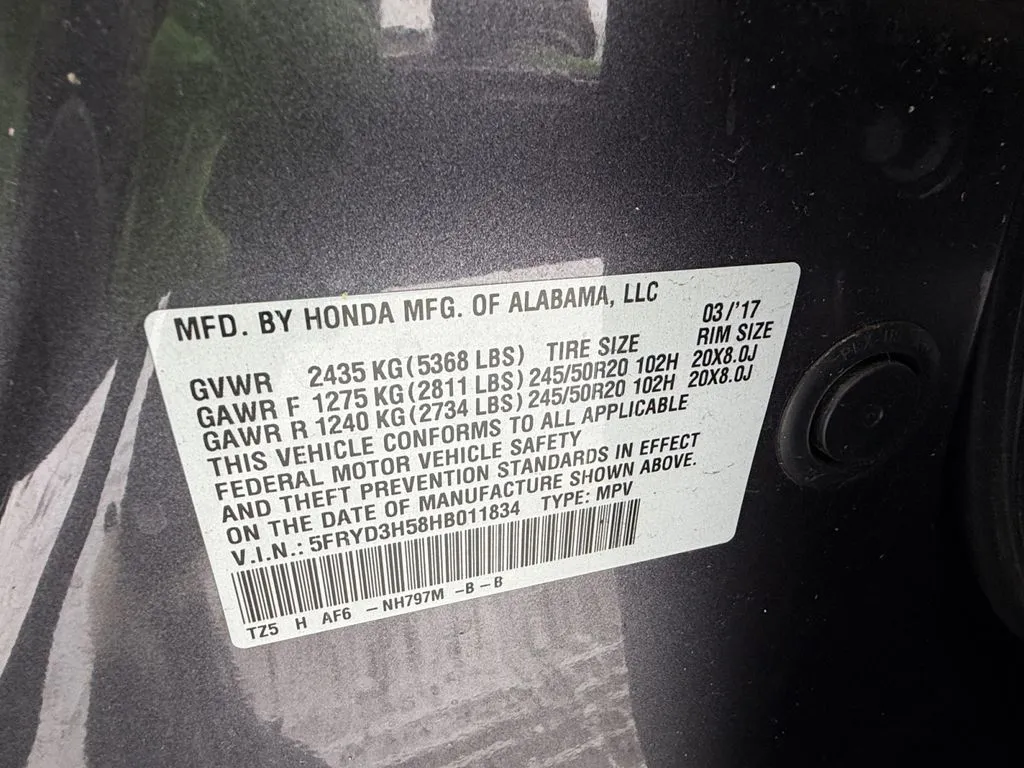 MFD. BY HONDA MFG. OF ALABAMA, LLC 03/'17
GVWR 2435 KG(5368 LBS) TIRE SIZE RIM SIZE
GAWR F 1275 KG(2811 LBS) 245/50R20 102H 20X8.0J
GAWR R 1240 KG(2734 LBS) 245/50R20 102H 20X8.0J
THIS VEHICLE CONFORMS TO ALL APPLICABLE
FEDERAL MOTOR VEHICLE SAFETY
AND THEFT PREVENTION STANDARDS IN EFFECT
ON THE DATE OF MANUFACTURE SHOWN ABOVE.
V.I.N.: 5FRYD3H58HB011834 TYPE: MPV
TZ5 H AF6 -NH797M -B-B